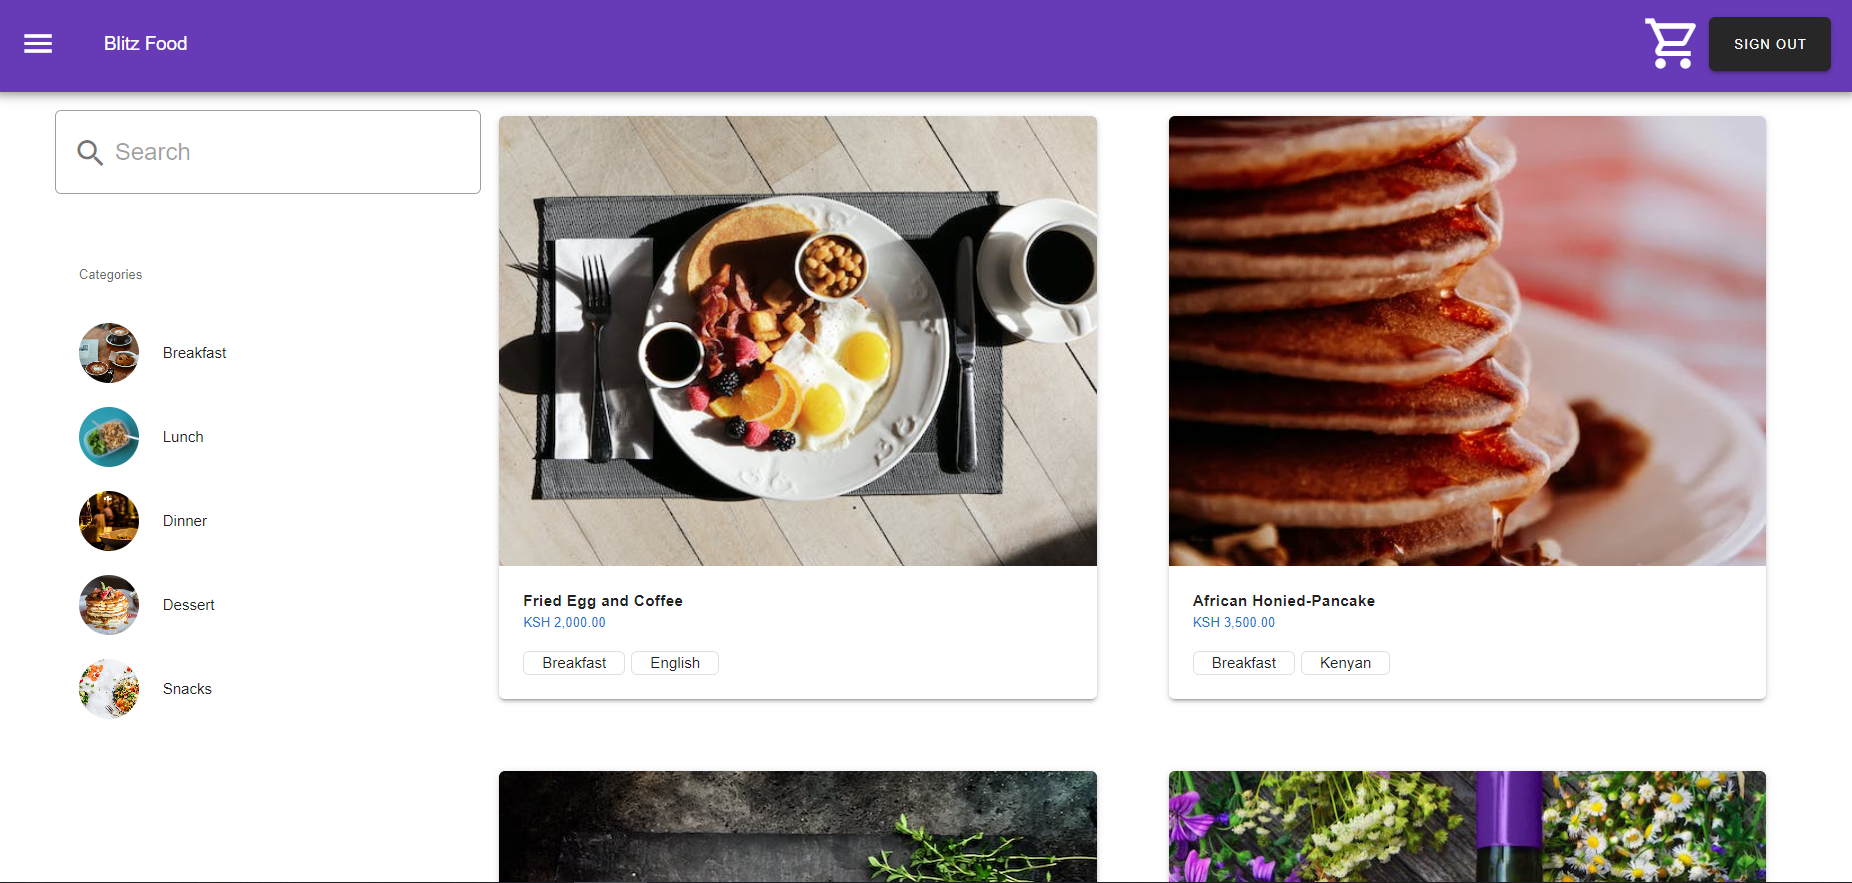 Blitz Food
SIGN OUT
Search
Categories
Breakfast
Lunch
Dinner
Dessert
Snacks
Fried Egg and Coffee
KSH 2,000.00
Breakfast English
African Honied-Pancake
KSH 3,500.00
Breakfast Kenyan